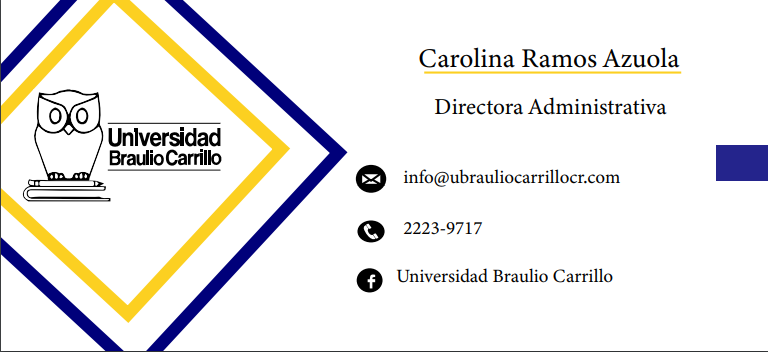 Universidad
Braulio Carrillo
Carolina Ramos Azuola
Directora Administrativa
info@ubrauliocarrillocr.com
2223-9717
Universidad Braulio Carrillo